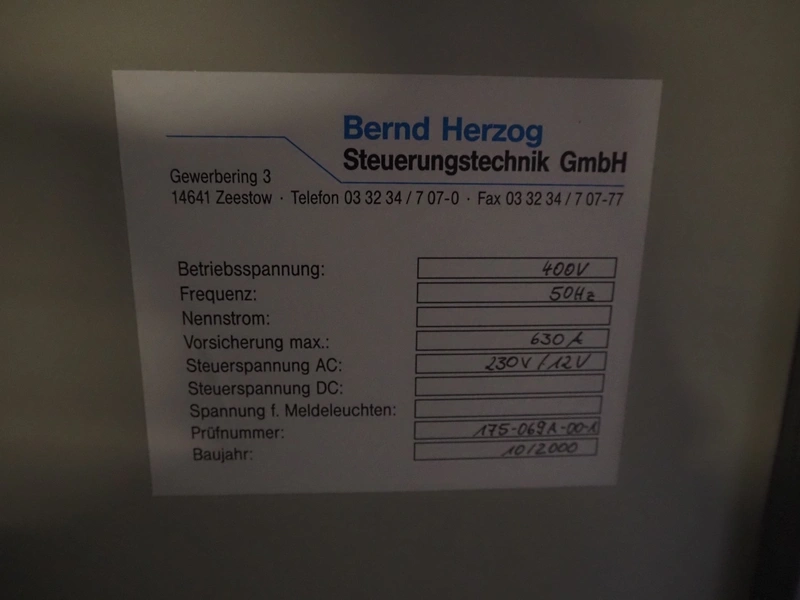 Bernd Herzog
Steuerungstechnik GmbH
Gewerbering 3
14641 Zeestow · Telefon 03 32 34 / 7 07-0 · Fax 03 32 34 / 7 07-77
Betriebsspannung: 400V
Frequenz: 50Hz
Nennstrom:
Vorsicherung max.: 630A
Steuerspannung AC: 230V/12V
Steuerspannung DC:
Spannung f. Meldeleuchten:
Prüfnummer: 175-069A-00-1
Baujahr: 10/2000